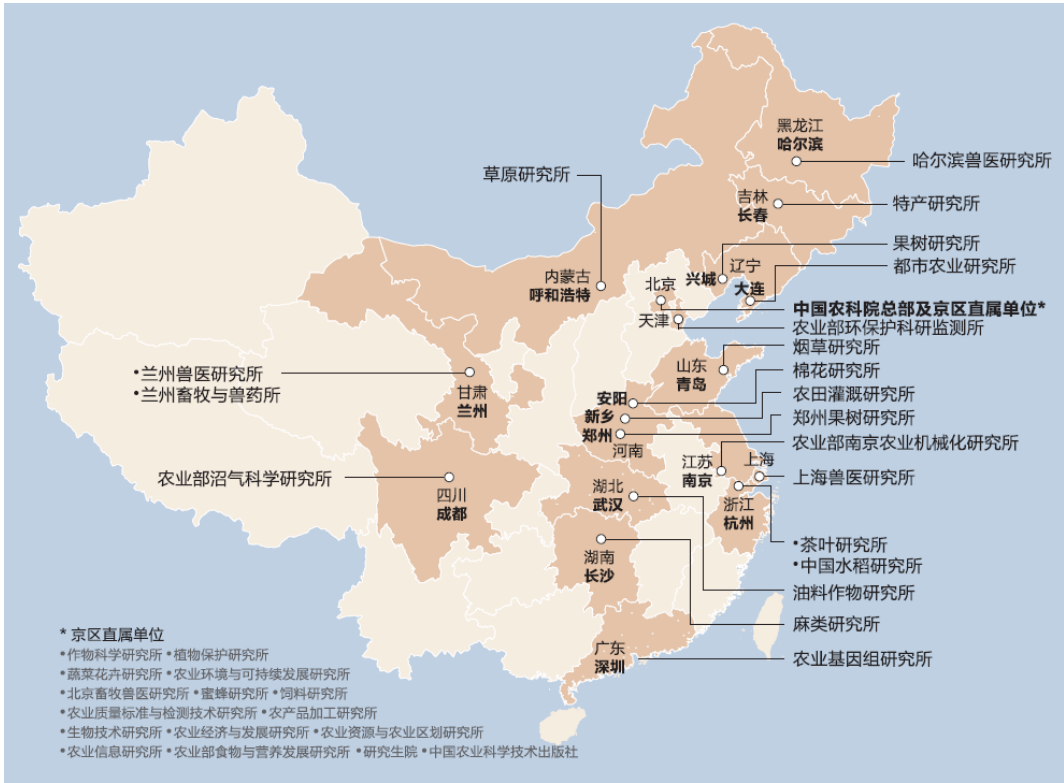 黑龙江
哈尔滨
哈尔滨兽医研究所
草原研究所
吉林
长春
特产研究所
果树研究所
辽宁
兴城
大连
都市农业研究所
内蒙古
呼和浩特
北京
中国农科院总部及京区直属单位*
天津
农业部环保护科研监测所
烟草研究所
山东
青岛
棉花研究所
•兰州兽医研究所
•兰州畜牧与兽药所
甘肃
兰州
安阳
农田灌溉研究所
新乡
郑州果树研究所
郑州
河南
农业部南京农业机械化研究所
江苏
南京
上海
上海兽医研究所
农业部沼气科学研究所
四川
成都
湖北
武汉
浙江
杭州
•茶叶研究所
•中国水稻研究所
湖南
长沙
油料作物研究所
麻类研究所
广东
深圳
农业基因组研究所
* 京区直属单位
•作物科学研究所 •植物保护研究所
•蔬菜花卉研究所 •农业环境与可持续发展研究所
•北京畜牧兽医研究所 •蜜蜂研究所 •饲料研究所
•农业质量标准与检测技术研究所 •农产品加工研究所
•生物技术研究所 •农业经济与发展研究所 •农业资源与农业区划研究所
•农业信息研究所 •农业部食物与营养发展研究所 •研究生院 •中国农业科学技术出版社